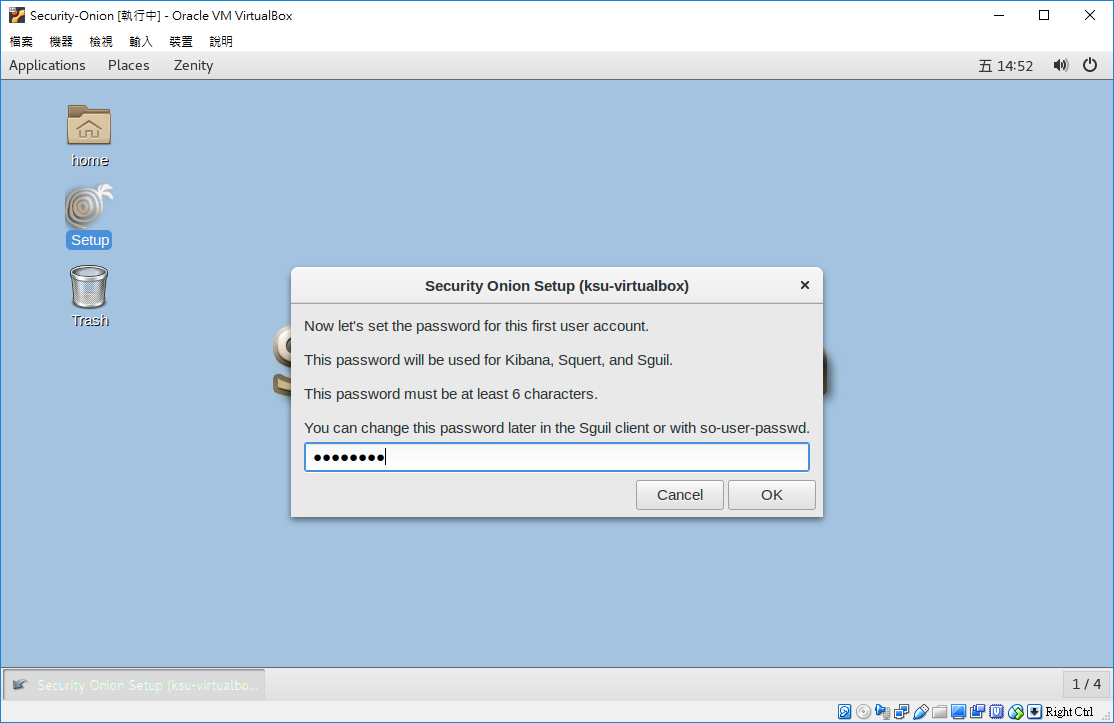 Security-Onion [執行中] - Oracle VM VirtualBox
檔案 機器 檢視 輸入 裝置 說明
Applications Places Zenity 五 14:52
home
Setup
Trash
Security Onion Setup (ksu-virtualbox)
Now let's set the password for this first user account.
This password will be used for Kibana, Squert, and Sguil.
This password must be at least 6 characters.
You can change this password later in the Sguil client or with so-user-passwd.
●●●●●●●●
Cancel OK
Security Onion Setup (ksu-virtualbo... 1 / 4
Right Ctrl